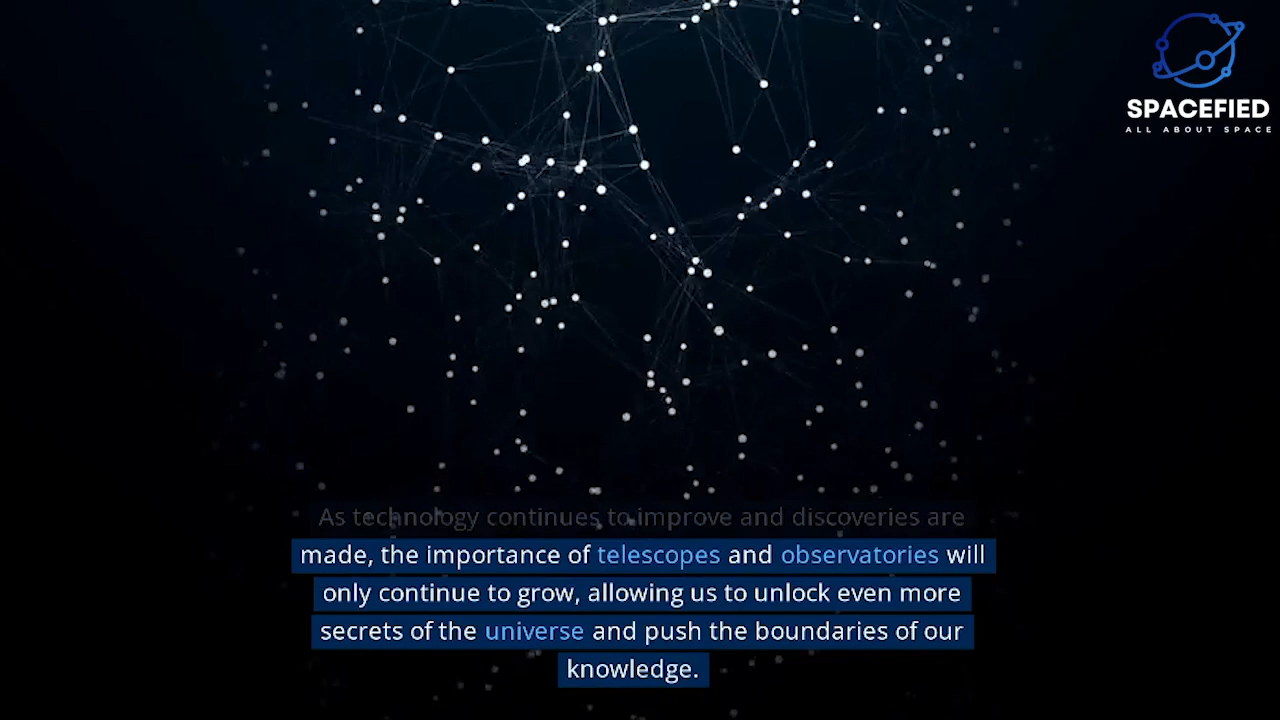 SPACEFIED
ALL ABOUT SPACE
As technology continues to improve and discoveries are
made, the importance of telescopes and observatories will
only continue to grow, allowing us to unlock even more
secrets of the universe and push the boundaries of our
knowledge.